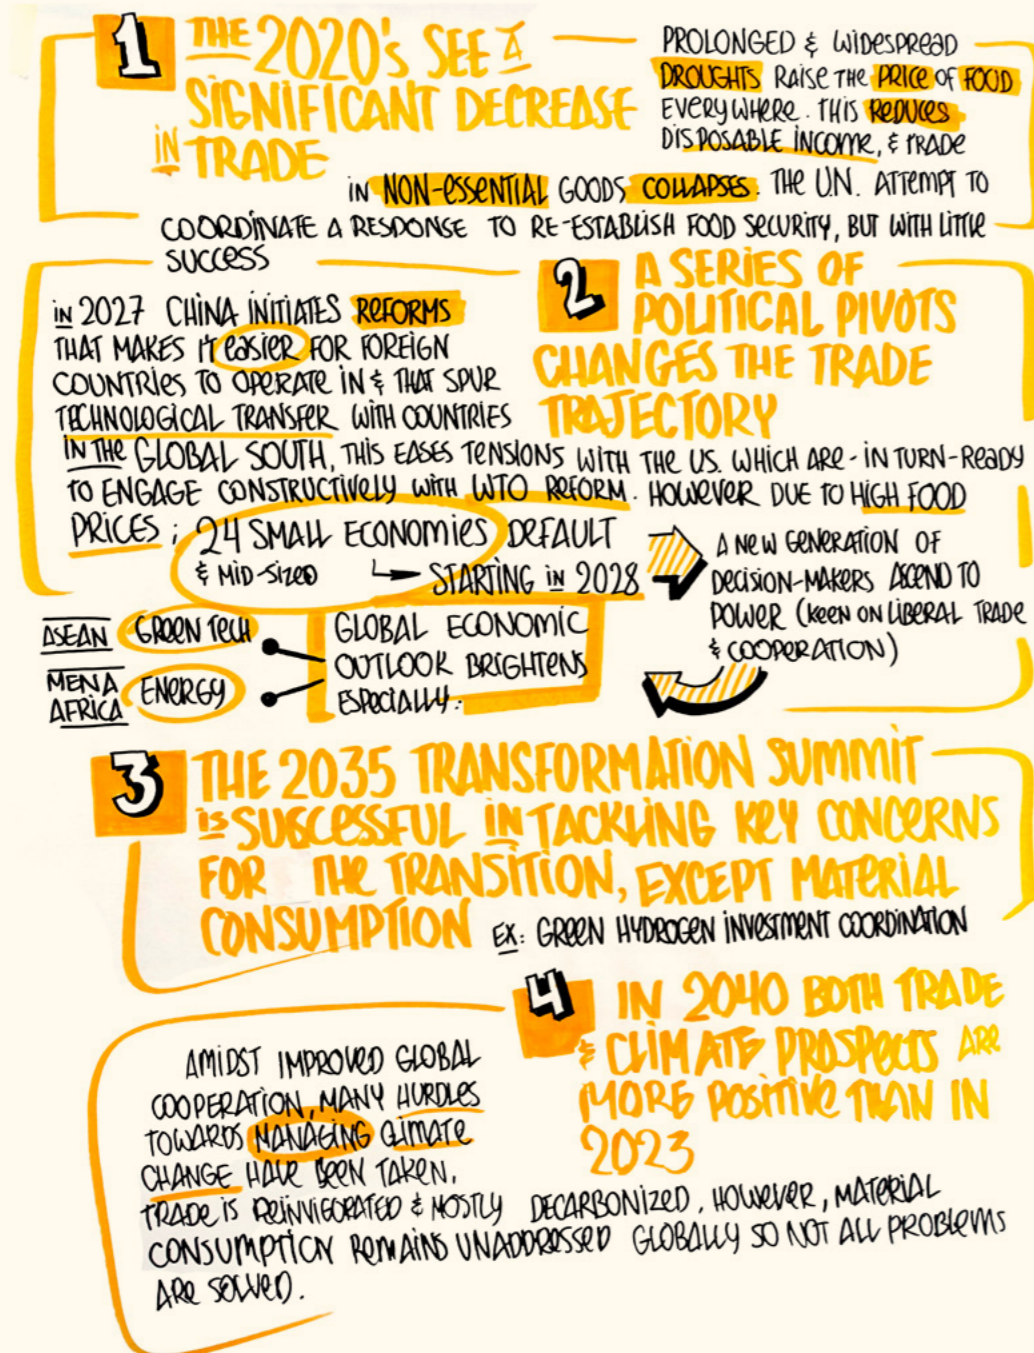 1
THE 2020's SEE A
SIGNIFICANT DECREASE
IN TRADE
PROLONGED & WIDESPREAD
DROUGHTS RAISE THE PRICE OF FOOD
EVERYWHERE. THIS REDUCES
DISPOSABLE INCOME, & TRADE
IN NON-ESSENTIAL GOODS COLLAPSES. THE U.N. ATTEMPT TO
COORDINATE A RESPONSE TO RE-ESTABLISH FOOD SECURITY, BUT WITH LITTLE
SUCCESS
2
A SERIES OF
POLITICAL PIVOTS
CHANGES THE TRADE
TRAJECTORY
IN 2027 CHINA INITIATES REFORMS
THAT MAKES IT EASIER FOR FOREIGN
COUNTRIES TO OPERATE IN & THAT SPUR
TECHNOLOGICAL TRANSFER WITH COUNTRIES
IN THE GLOBAL SOUTH, THIS EASES TENSIONS WITH THE US. WHICH ARE - IN TURN - READY
TO ENGAGE CONSTRUCTIVELY WITH WTO REFORM. HOWEVER DUE TO HIGH FOOD
PRICES; 24 SMALL ECONOMIES DEFAULT
& MID-SIZED STARTING IN 2028
A NEW GENERATION OF
DECISION-MAKERS ASCEND TO
POWER (KEEN ON LIBERAL TRADE
& COOPERATION)
GLOBAL ECONOMIC
OUTLOOK BRIGHTENS
ESPECIALLY:
ASEAN GREEN TECH
MENA
AFRICA ENERGY
3
THE 2035 TRANSFORMATION SUMMIT
IS SUCCESSFUL IN TACKLING KEY CONCERNS
FOR THE TRANSITION, EXCEPT MATERIAL
CONSUMPTION EX: GREEN HYDROGEN INVESTMENT COORDINATION
4
IN 2040 BOTH TRADE
& CLIMATE PROSPECTS ARE
MORE POSITIVE THAN IN
2023
AMIDST IMPROVED GLOBAL
COOPERATION, MANY HURDLES
TOWARDS MANAGING CLIMATE
CHANGE HAVE BEEN TAKEN.
TRADE IS REINVIGORATED & MOSTLY DECARBONIZED. HOWEVER, MATERIAL
CONSUMPTION REMAINS UNADDRESSED GLOBALLY SO NOT ALL PROBLEMS
ARE SOLVED.